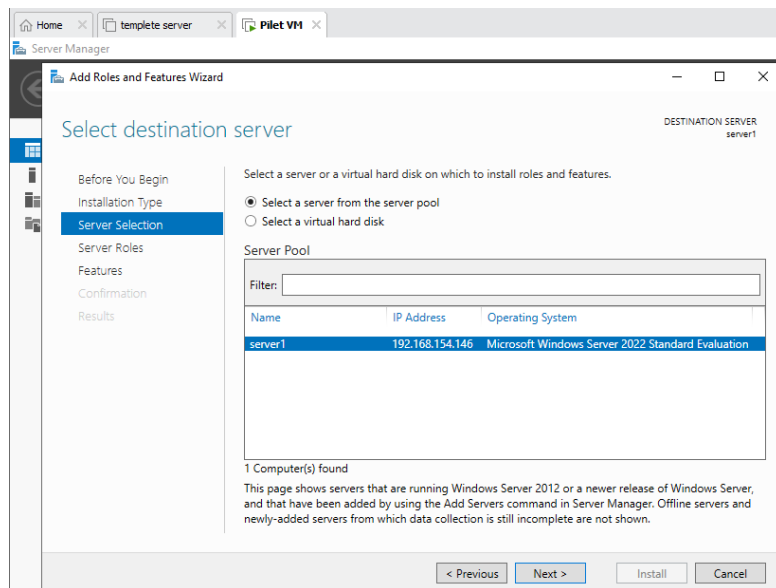 Home
templete server
Pilet VM
Server Manager
Add Roles and Features Wizard
Select destination server
DESTINATION SERVER
server1
Before You Begin
Installation Type
Server Selection
Server Roles
Features
Confirmation
Results
Select a server or a virtual hard disk on which to install roles and features.
Select a server from the server pool
Select a virtual hard disk
Server Pool
Filter:
Name IP Address Operating System
server1 192.168.154.146 Microsoft Windows Server 2022 Standard Evaluation
1 Computer(s) found
This page shows servers that are running Windows Server 2012 or a newer release of Windows Server,
and that have been added by using the Add Servers command in Server Manager. Offline servers and
newly-added servers from which data collection is still incomplete are not shown.
< Previous Next > Install Cancel